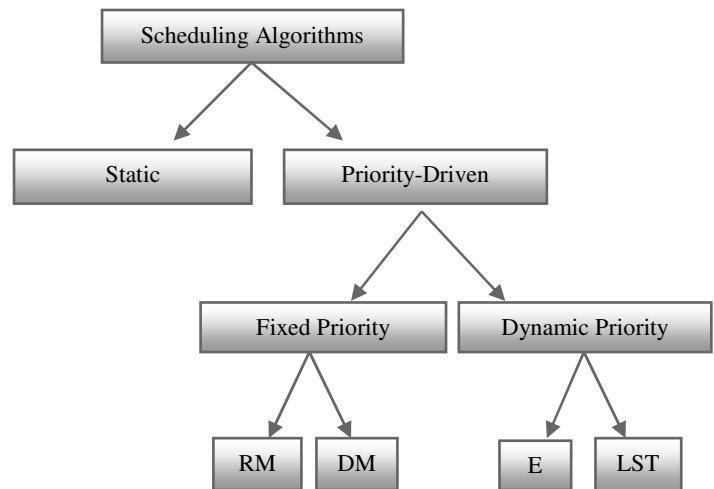 Scheduling Algorithms
Static
Priority-Driven
Fixed Priority
Dynamic Priority
RM
DM
E
LST